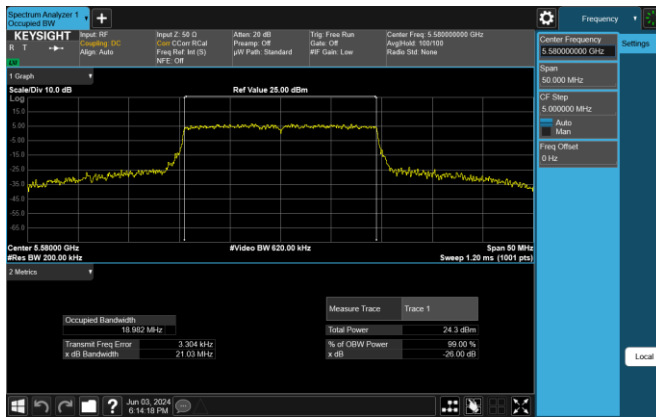 Spectrum Analyzer 1
Occupied BW
+
Frequency
KEYSIGHT
R T
Input: RF
Coupling: DC
Align: Auto
Input Z: 50 Ω
Corr CCorr RCal
Freq Ref: Int (S)
NFE: Off
Atten: 20 dB
Preamp: Off
µW Path: Standard
Trig: Free Run
Gate: Off
#IF Gain: Low
Center Freq: 5.580000000 GHz
Avg|Hold: 100/100
Radio Std: None
Center Frequency
5.580000000 GHz
Settings
Span
50.000 MHz
CF Step
5.000000 MHz
Auto
Man
Freq Offset
0 Hz
1 Graph
Scale/Div 10.0 dB
Ref Value 25.00 dBm
Log
15.0
5.00
-5.00
-15.0
-25.0
-35.0
-45.0
-55.0
-65.0
Center 5.58000 GHz
#Video BW 620.00 kHz
Span 50 MHz
#Res BW 200.00 kHz
Sweep 1.20 ms (1001 pts)
2 Metrics
Occupied Bandwidth
18.982 MHz
Transmit Freq Error 3.304 kHz
x dB Bandwidth 21.03 MHz
Measure Trace Trace 1
Total Power 24.3 dBm
% of OBW Power 99.00 %
x dB -26.00 dB
Local
?
Jun 03, 2024
6:14:18 PM